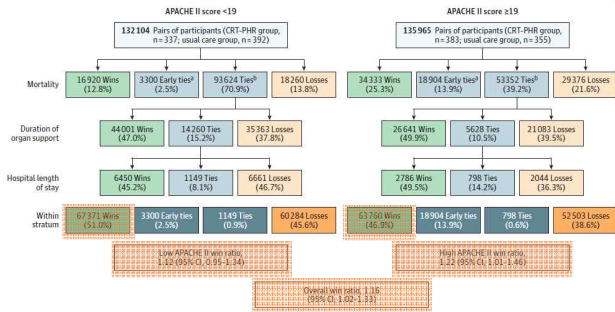 APACHE II score <19
132 104 Pairs of participants (CRT-PHR group,
n=337; usual care group, n=392)
APACHE II score ≥19
135 965 Pairs of participants (CRT-PHR group,
n=383; usual care group, n=355)
Mortality
16 920 Wins
(12.8%)
3300 Early tiesa
(2.5%)
93 624 Tiesb
(70.9%)
18 260 Losses
(13.8%)
34 333 Wins
(25.3%)
18 904 Early tiesa
(13.9%)
53 352 Tiesb
(39.2%)
29 376 Losses
(21.6%)
Duration of
organ support
44 001 Wins
(47.0%)
14 260 Ties
(15.2%)
35 363 Losses
(37.8%)
26 641 Wins
(49.9%)
5628 Ties
(10.5%)
21 083 Losses
(39.5%)
Hospital length
of stay
6450 Wins
(45.2%)
1149 Ties
(8.1%)
6661 Losses
(46.7%)
2786 Wins
(49.5%)
798 Ties
(14.2%)
2044 Losses
(36.3%)
Within
stratum
67 371 Wins
(51.0%)
3300 Early ties
(2.5%)
1149 Ties
(0.9%)
60 284 Losses
(45.6%)
63 760 Wins
(46.9%)
18 904 Early ties
(13.9%)
798 Ties
(0.6%)
52 503 Losses
(38.6%)
Low APACHE II win ratio,
1.12 (95% CI, 0.95-1.34)
High APACHE II win ratio,
1.22 (95% CI, 1.01-1.46)
Overall win ratio, 1.16
(95% CI, 1.02-1.33)